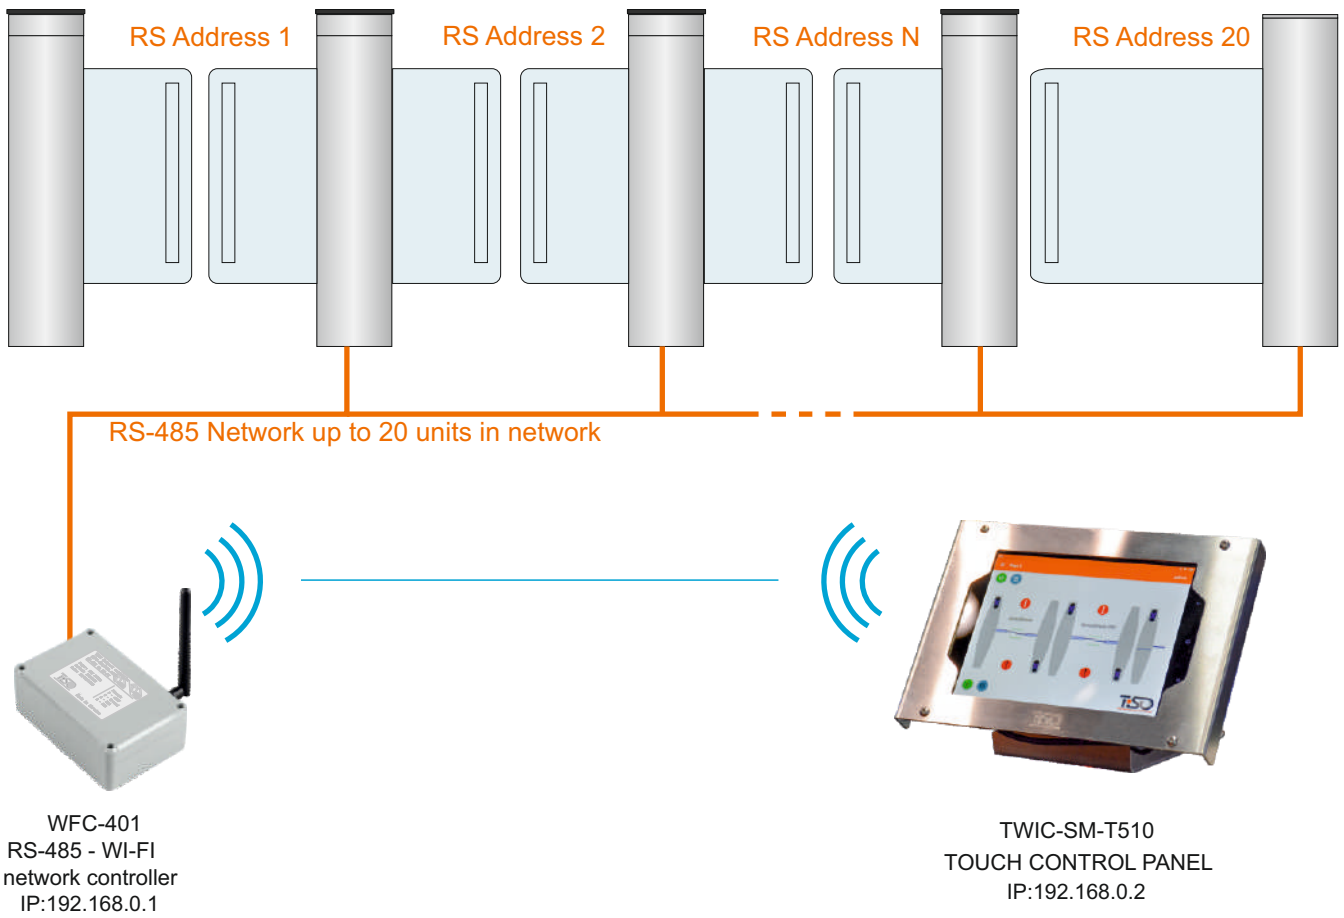 RS Address 1
RS Address 2
RS Address N
RS Address 20
RS-485 Network up to 20 units in network
TiSO
TiSO
WFC-401
RS-485 - WI-FI
network controller
IP:192.168.0.1
TWIC-SM-T510
TOUCH CONTROL PANEL
IP:192.168.0.2